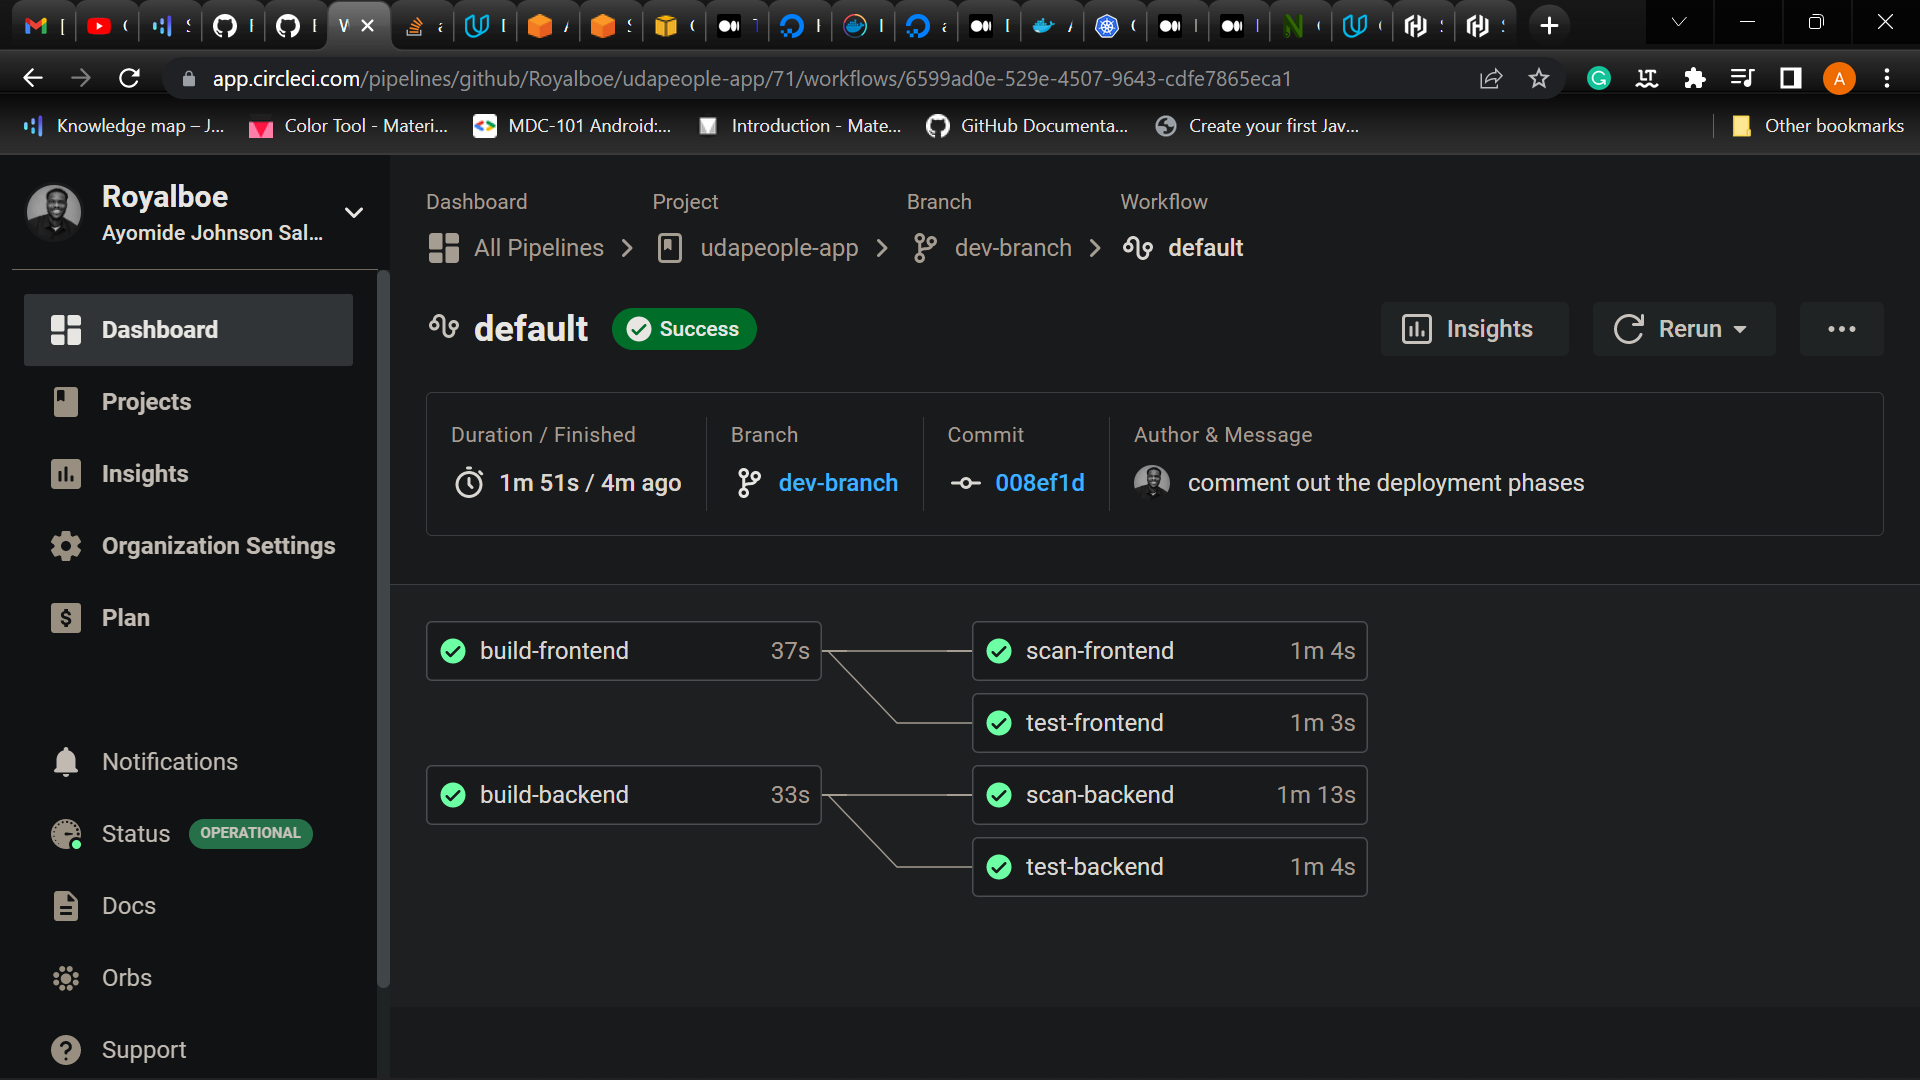 app.circleci.com/pipelines/github/Royalboe/udapeople-app/71/workflows/6599ad0e-529e-4507-9643-cdfe7865eca1
Knowledge map – J...
Color Tool - Materi...
MDC-101 Android:...
Introduction - Mate...
GitHub Documenta...
Create your first Jav...
Other bookmarks
Royalboe
Ayomide Johnson Sal...
Dashboard
Projects
Insights
Organization Settings
Plan
Notifications
Status OPERATIONAL
Docs
Orbs
Support
Dashboard Project Branch Workflow
All Pipelines udapeople-app dev-branch default
default Success
Insights
Rerun
Duration / Finished
1m 51s / 4m ago
Branch
dev-branch
Commit
008ef1d
Author & Message
comment out the deployment phases
build-frontend 37s
scan-frontend 1m 4s
test-frontend 1m 3s
build-backend 33s
scan-backend 1m 13s
test-backend 1m 4s